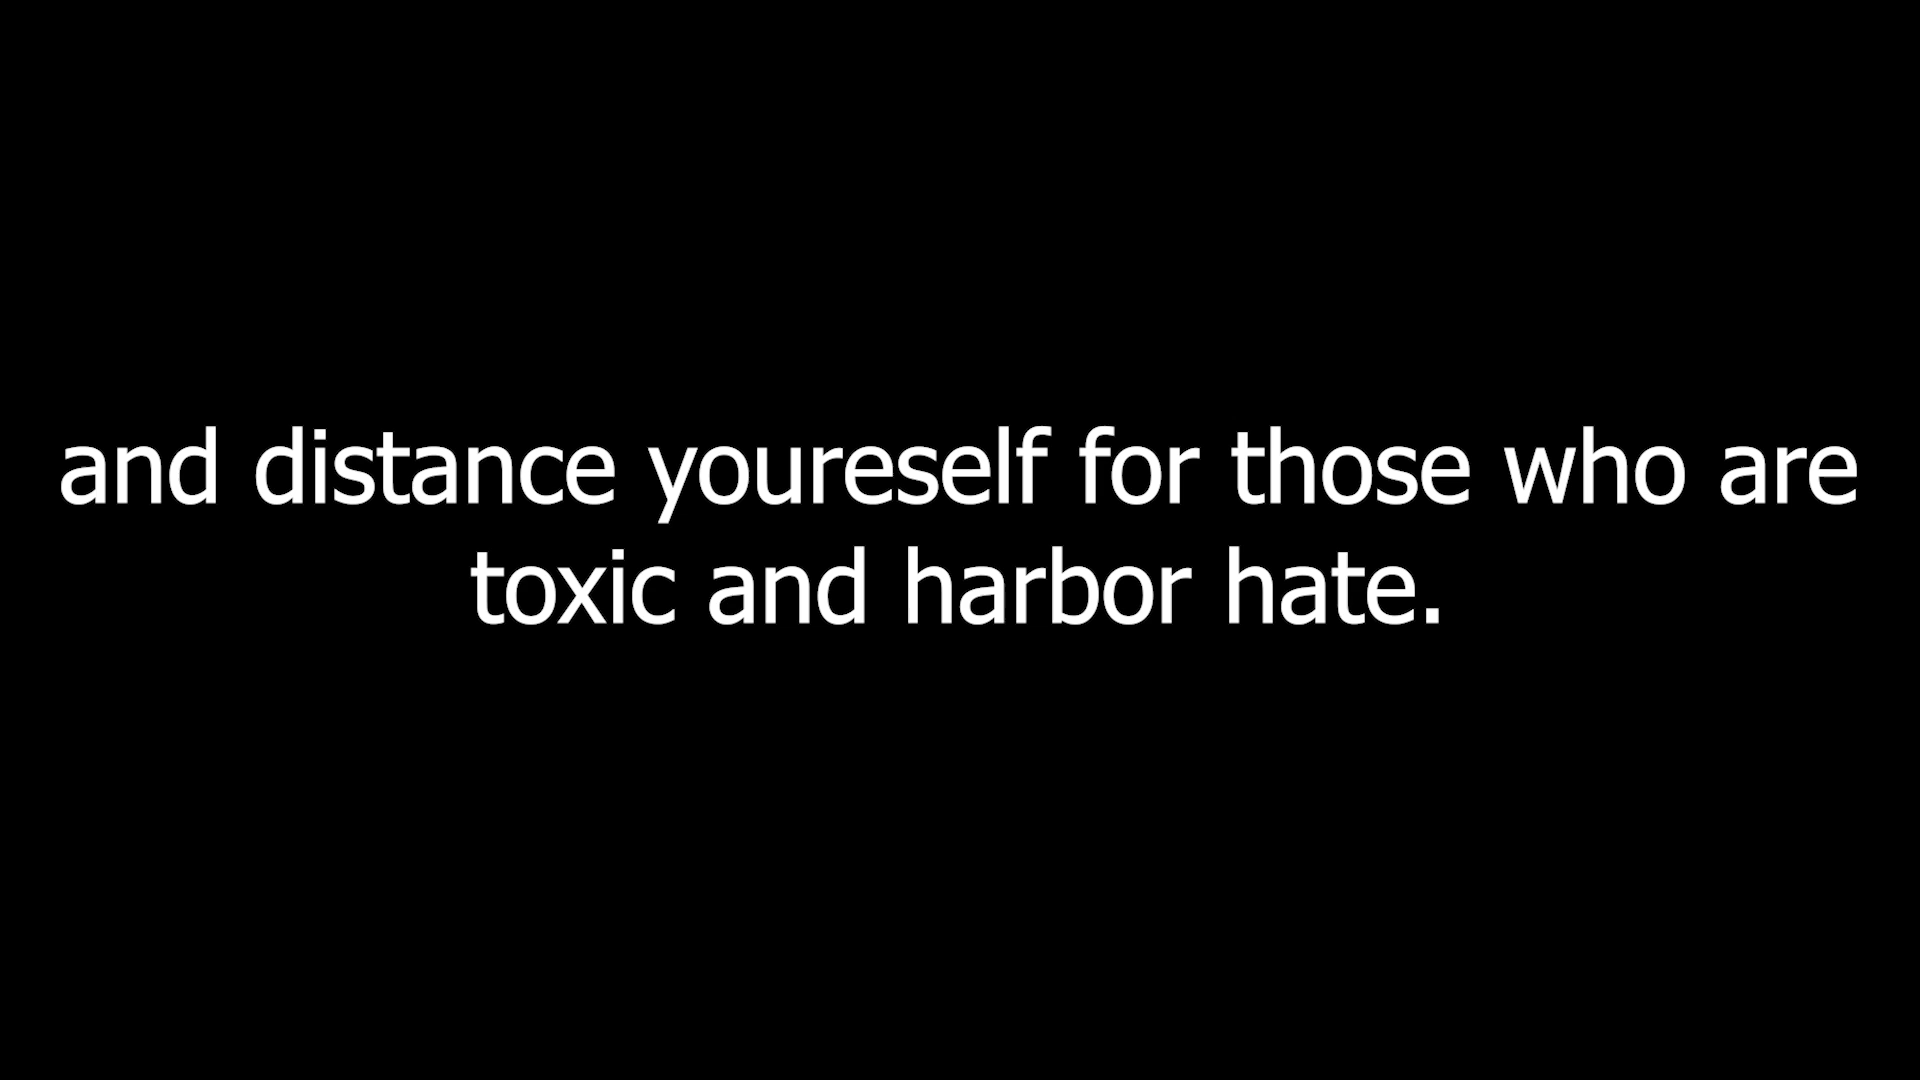 and distance youreself for those who are
toxic and harbor hate.